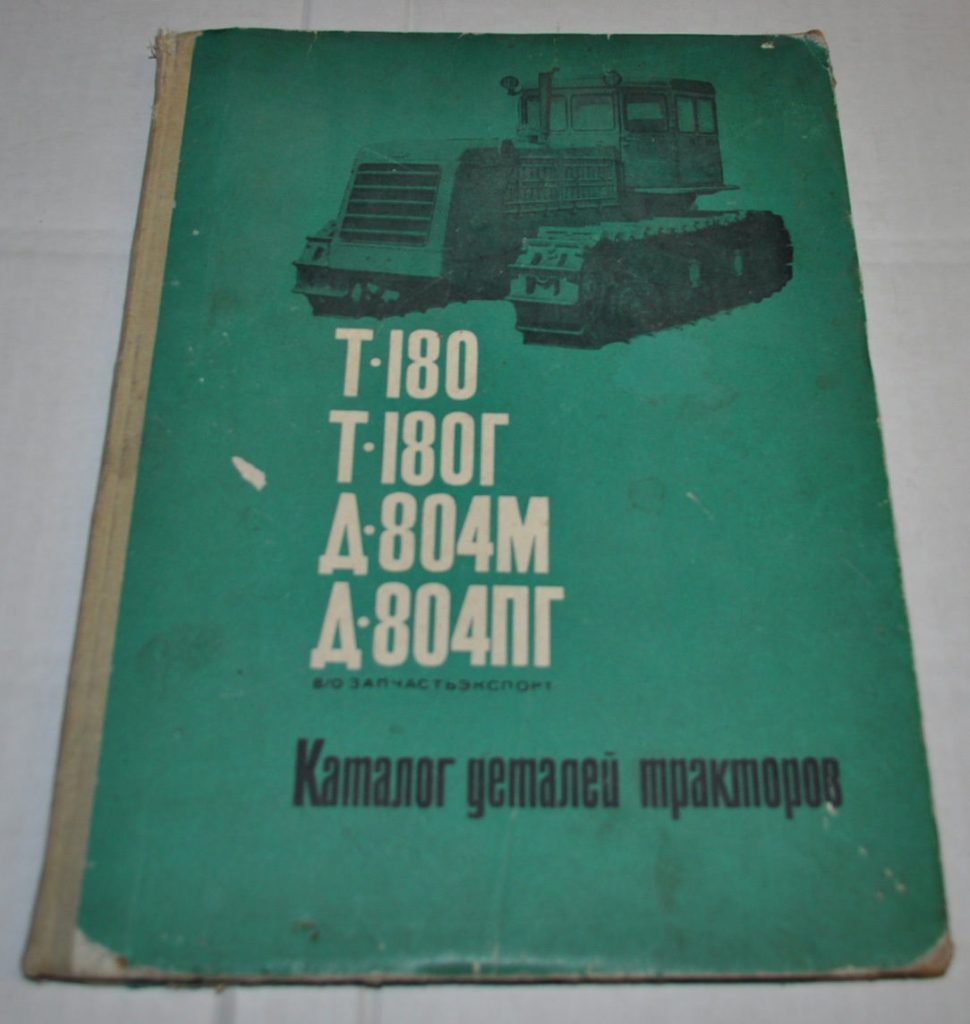 Т-180
Т-180Г
Д-804М
Д-804ПГ
В/О ЗАПЧАСТЬЭКСПОРТ
Каталог деталей тракторов